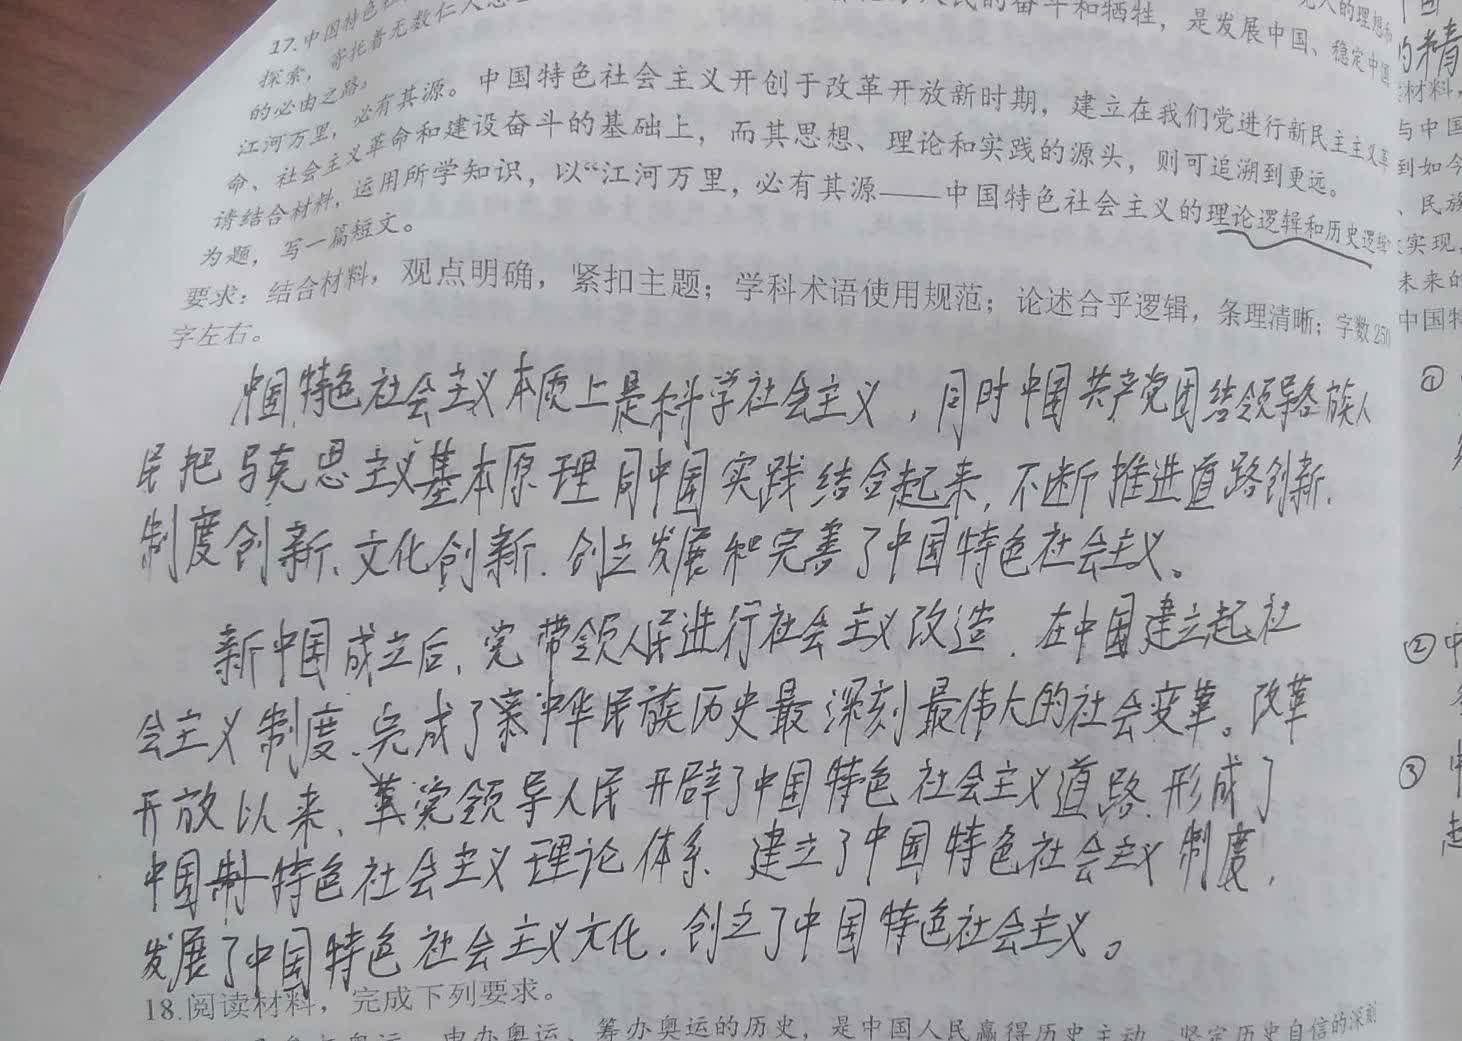 17.中国特色社
人民的奋斗和牺牲，是发展中国、稳定中国
探索，寄托着无数仁人志士
的必由之路。
江河万里，必有其源。中国特色社会主义开创于改革开放新时期，建立在我们党进行新民主主义革
命、社会主义革命和建设奋斗的基础上，而其思想、理论和实践的源头，则可追溯到更远。
请结合材料，运用所学知识，以“江河万里，必有其源——中国特色社会主义的理论逻辑和历史逻辑
为题，写一篇短文。
要求：结合材料，观点明确，紧扣主题；学科术语使用规范；论述合乎逻辑，条理清晰；字数250
字左右。
中国特色社会主义本质上是科学社会主义，同时中国共产党团结领导各族人
民把马克思主义基本原理同中国实践结合起来，不断推进道路创新、
制度创新、文化创新、创立发展和完善了中国特色社会主义。
新中国成立后，党带领人民进行社会主义改造，在中国建立起社
会主义制度、完成了中华民族历史最深刻最伟大的社会变革。改革
开放以来、党领导人民开辟了中国特色社会主义道路、形成了
中国特色社会主义理论体系、建立了中国特色社会主义制度，
发展了中国特色社会主义文化，创立了中国特色社会主义。
18.阅读材料，完成下列要求。
申办奥运、筹办奥运的历史，是中国人民赢得历史主动、坚定历史自信的深刻
人的理想和
中国
的精
材料，
与中国
到如今
、民族
实现，
未来的
中国特
①
②中
③中